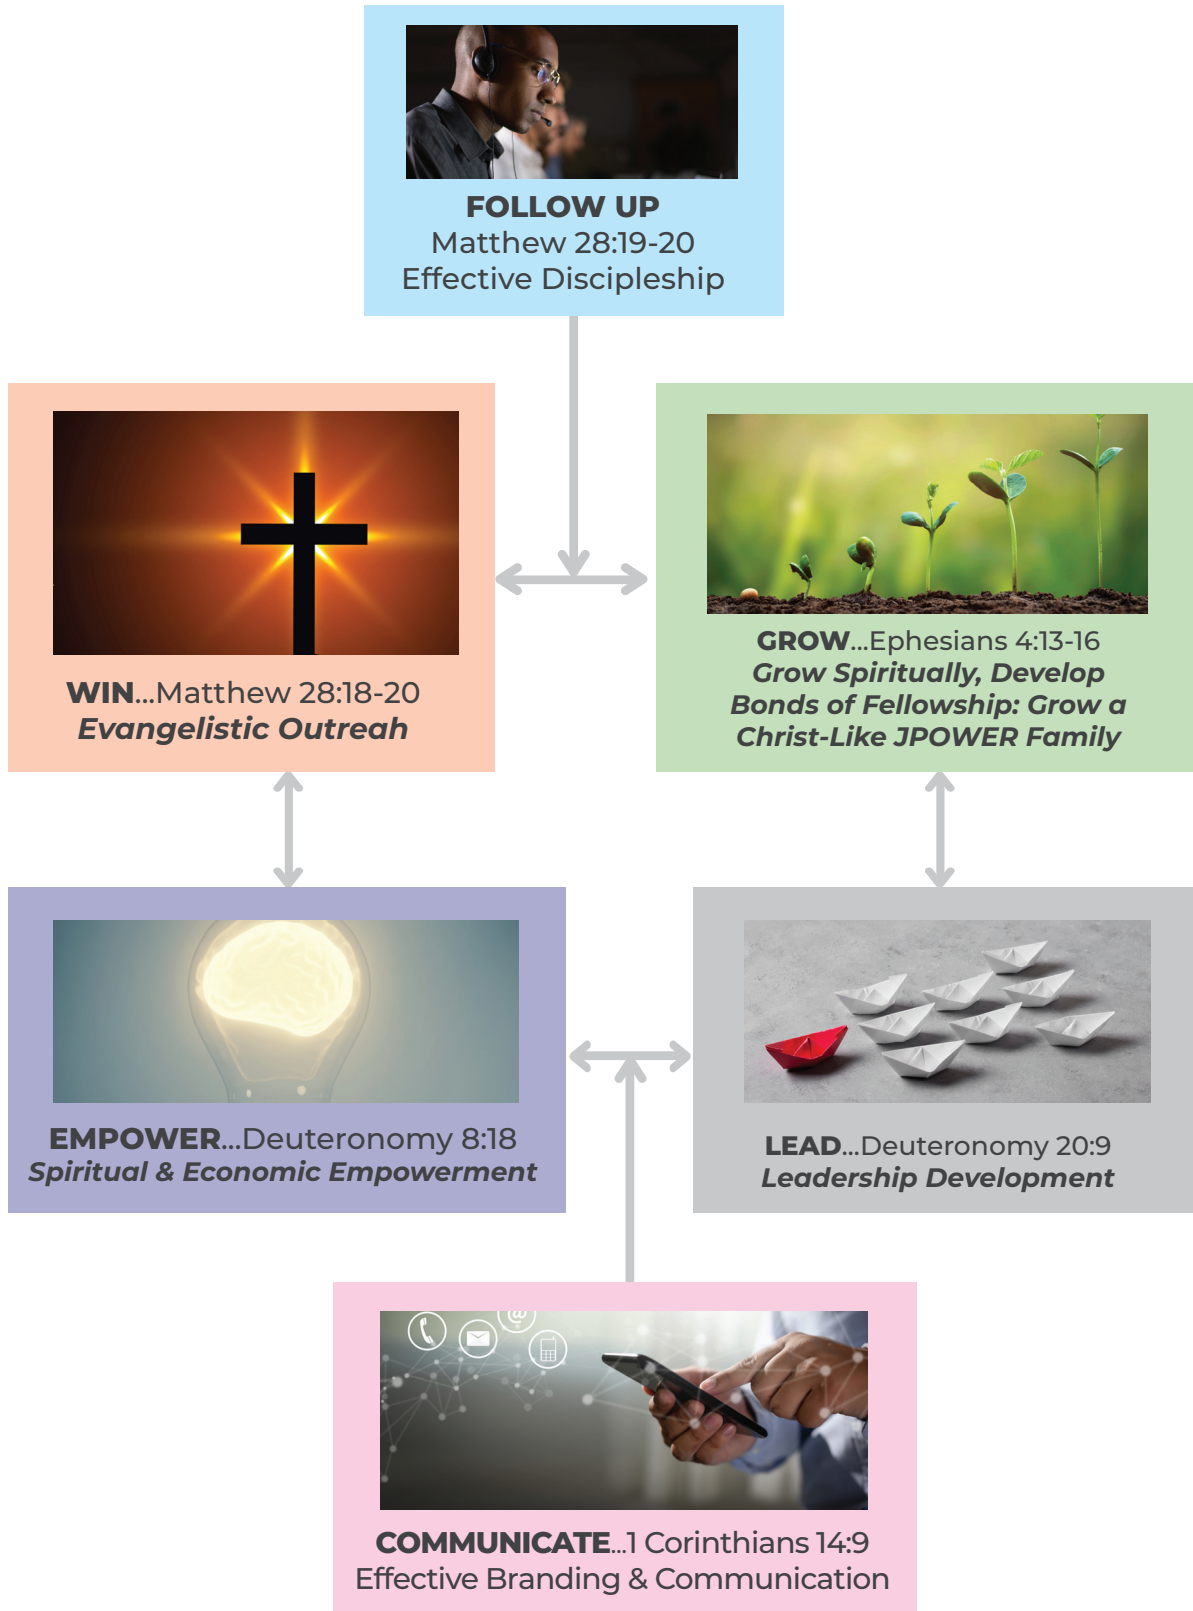 FOLLOW UP
Matthew 28:19-20
Effective Discipleship
WIN...Matthew 28:18-20
Evangelistic Outreah
GROW...Ephesians 4:13-16
Grow Spiritually, Develop
Bonds of Fellowship: Grow a
Christ-Like JPOWER Family
EMPOWER...Deuteronomy 8:18
Spiritual & Economic Empowerment
LEAD...Deuteronomy 20:9
Leadership Development
@
COMMUNICATE...1 Corinthians 14:9
Effective Branding & Communication